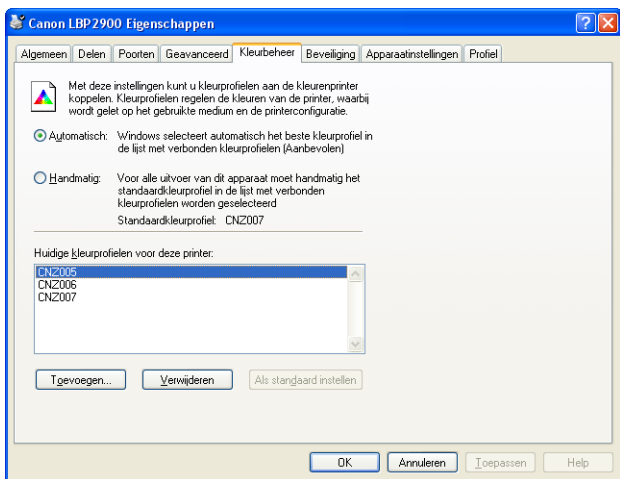 Canon LBP2900 Eigenschappen
Algemeen Delen Poorten Geavanceerd Kleurbeheer Beveiliging Apparaatinstellingen Profiel
Met deze instellingen kunt u kleurprofielen aan de kleurenprinter
koppelen. Kleurprofielen regelen de kleuren van de printer, waarbij
wordt gelet op het gebruikte medium en de printerconfiguratie.
Automatisch: Windows selecteert automatisch het beste kleurprofiel in
de lijst met verbonden kleurprofielen (Aanbevolen)
Handmatig: Voor alle uitvoer van dit apparaat moet handmatig het
standaardkleurprofiel in de lijst met verbonden
kleurprofielen worden geselecteerd
Standaardkleurprofiel: CNZ007
Huidige kleurprofielen voor deze printer:
CNZ005
CNZ006
CNZ007
Toevoegen... Verwijderen Als standaard instellen
OK Annuleren Toepassen Help